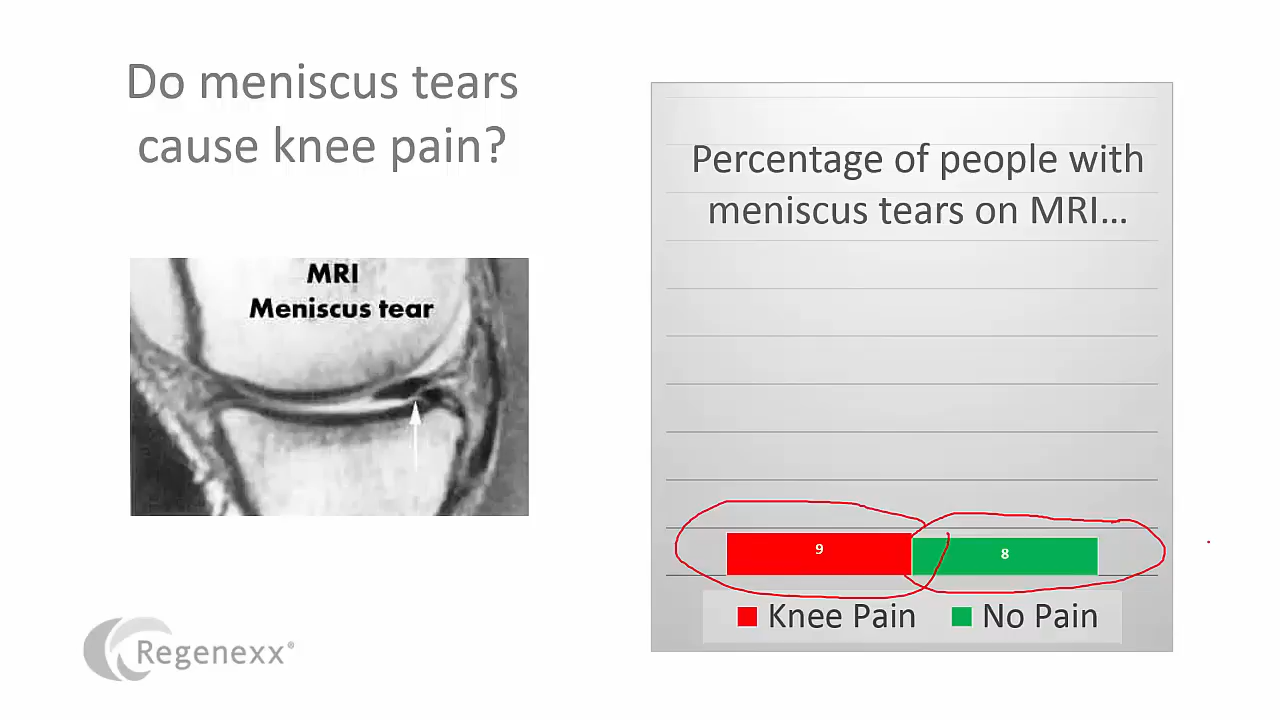 Do meniscus tears
cause knee pain?
MRI
Meniscus tear
Regenexx®
Percentage of people with
meniscus tears on MRI…
9
8
Knee Pain
No Pain